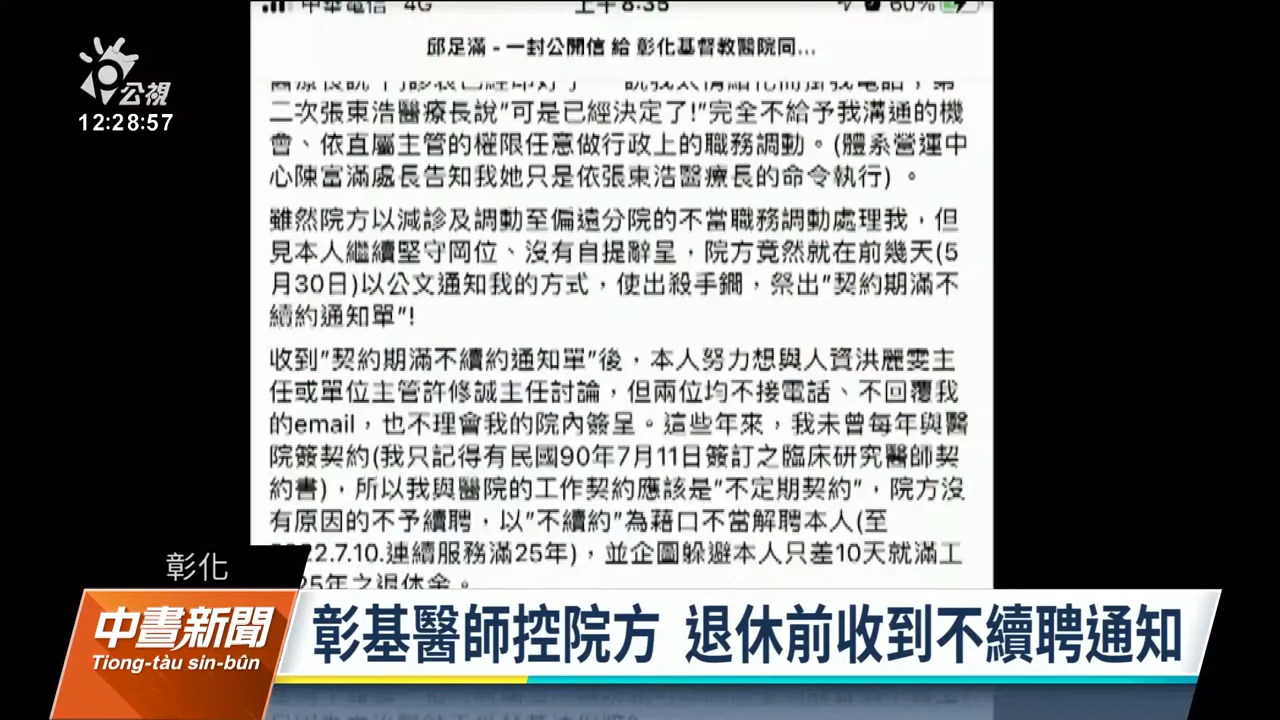 中華電信 4G 上午8:35 60%
邱足滿 - 一封公開信 給 彰化基督教醫院同...
公視
12:28:57
二次張東浩醫療長說"可是已經決定了!"完全不給予我溝通的機
會、依直屬主管的權限任意做行政上的職務調動。(體系營運中
心陳富滿處長告知我她只是依張東浩醫療長的命令執行) 。
雖然院方以減診及調動至偏遠分院的不當職務調動處理我，但
見本人繼續堅守岡位、沒有自提辭呈，院方竟然就在前幾天(5
月30日)以公文通知我的方式，使出殺手鐧，祭出"契約期滿不
續約通知單"!
收到"契約期滿不續約通知單"後，本人努力想與人資洪麗雯主
任或單位主管許修誠主任討論，但兩位均不接電話、不回覆我
的email，也不理會我的院內簽呈。這些年來，我未曾每年與醫
院簽契約(我只記得有民國90年7月11日簽訂之臨床研究醫師契
約書)，所以我與醫院的工作契約應該是"不定期契約"，院方沒
有原因的不予續聘，以"不續約"為藉口不當解聘本人(至
22.7.10.連續服務滿25年)，並企圖躲避本人只差10天就滿工
25年之退休金。
彰化
中晝新聞
Tiong-tàu sin-bûn
彰基醫師控院方 退休前收到不續聘通知